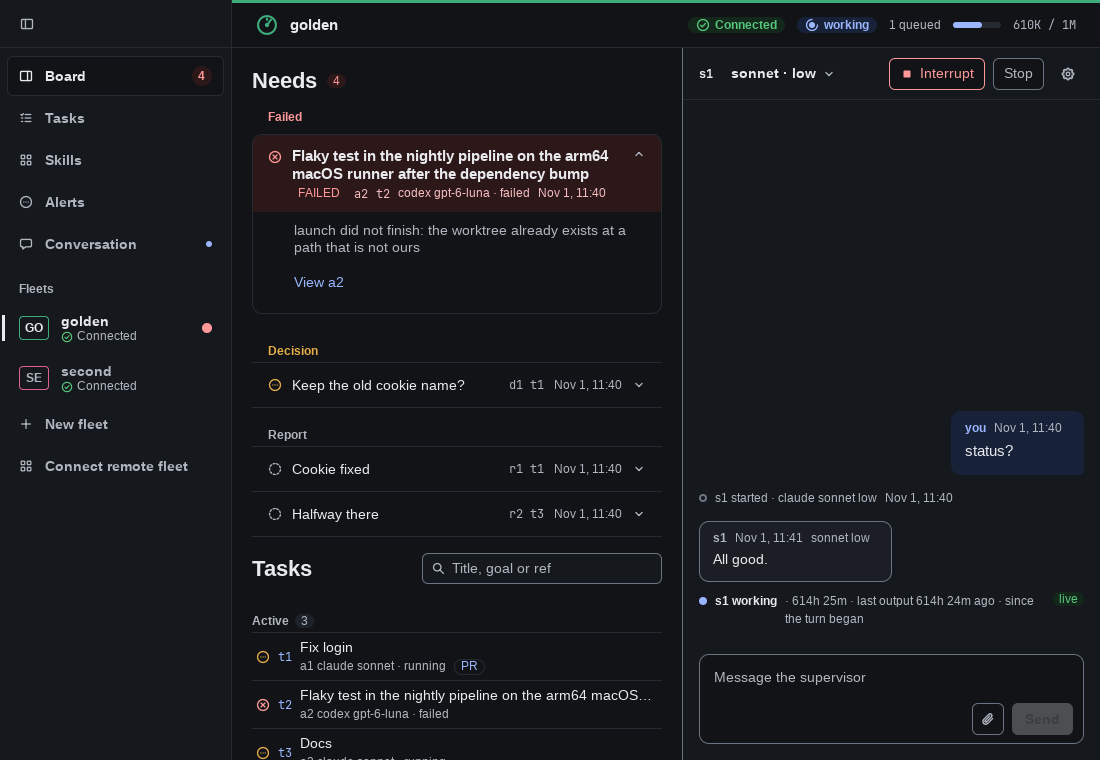 golden
Connected
working
1 queued
610K / 1M
Board
4
Tasks
Skills
Alerts
Conversation
Fleets
GO
golden
Connected
SE
second
Connected
New fleet
Connect remote fleet
Needs 4
Failed
Flaky test in the nightly pipeline on the arm64
macOS runner after the dependency bump
FAILED a2 t2 codex gpt-6-luna · failed Nov 1, 11:40
launch did not finish: the worktree already exists at a
path that is not ours
View a2
Decision
Keep the old cookie name? d1 t1 Nov 1, 11:40
Report
Cookie fixed r1 t1 Nov 1, 11:40
Halfway there r2 t3 Nov 1, 11:40
Tasks
Title, goal or ref
Active 3
t1 Fix login
a1 claude sonnet · running PR
t2 Flaky test in the nightly pipeline on the arm64 macOS…
a2 codex gpt-6-luna · failed
t3 Docs
a3 claude sonnet · running
s1 sonnet · low
Interrupt
Stop
you Nov 1, 11:40
status?
s1 started · claude sonnet low Nov 1, 11:40
s1 Nov 1, 11:41 sonnet low
All good.
s1 working · 614h 25m · last output 614h 24m ago · since
the turn began
live
Message the supervisor
Send